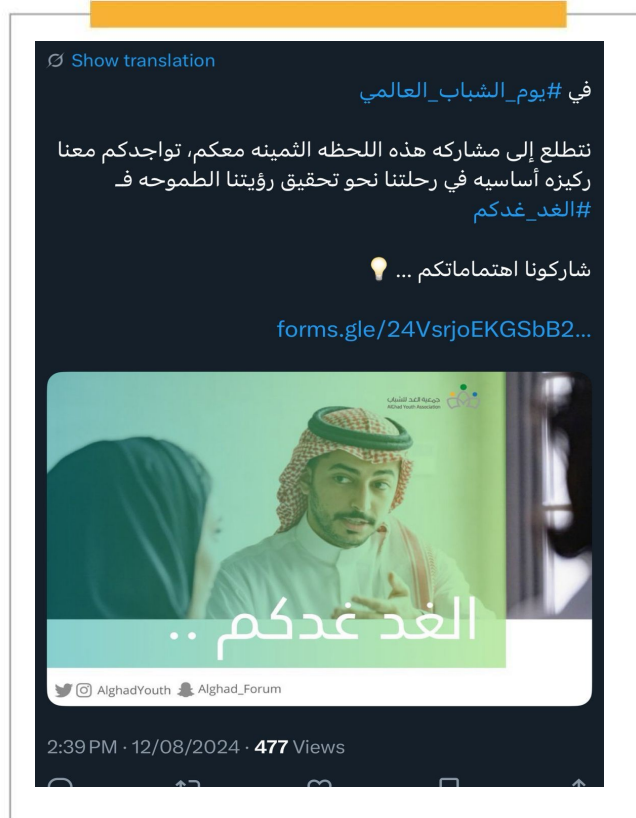 Show translation
في #يوم_الشباب_العالمي
نتطلع إلى مشاركه هذه اللحظه الثمينه معكم، تواجدكم معنا
ركيزه أساسيه في رحلتنا نحو تحقيق رؤيتنا الطموحه فـ
#الغد_غدكم
شاركونا اهتماماتكم ... 💡
forms.gle/24VsrjoEKGSbB2...
جمعية الغد للشباب
AlGhad Youth Association
الغد غدكم ..
AlghadYouth Alghad_Forum
2:39 PM · 12/08/2024 · 477 Views